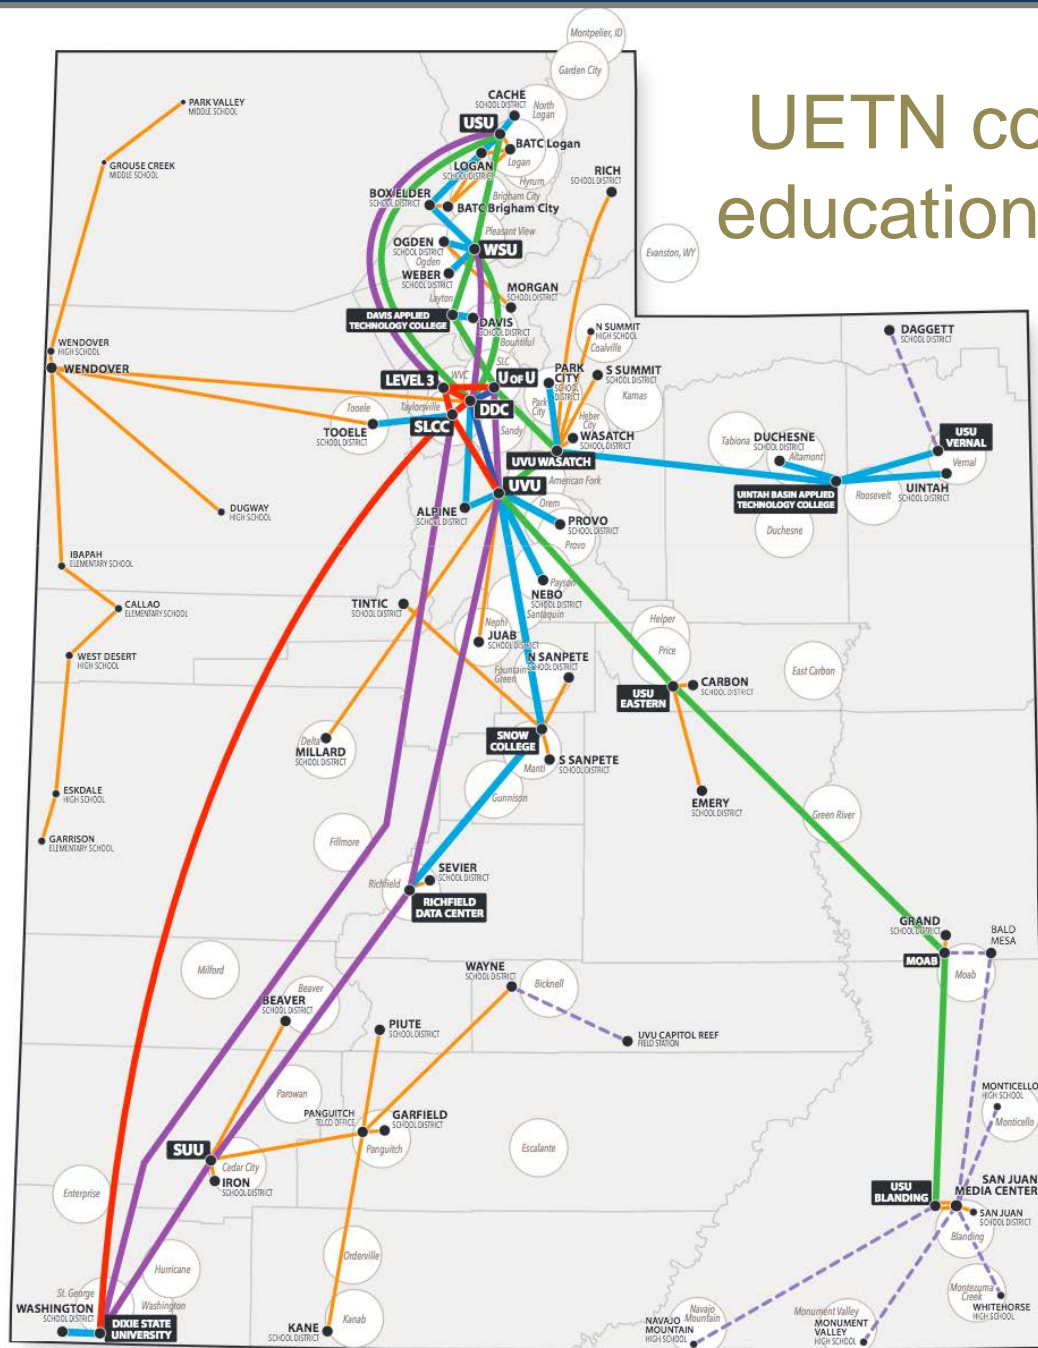 UETN co
education
Montpelier, ID
Garden City
CACHE
SCHOOL DISTRICT
North
Logan
USU
BATC Logan
LOGAN
SCHOOL DISTRICT
Logan
Hyrum
PARK VALLEY
MIDDLE SCHOOL
GROUSE CREEK
MIDDLE SCHOOL
RICH
SCHOOL DISTRICT
BOX ELDER
SCHOOL DISTRICT
Brigham City
BATC Brigham City
Pleasant View
OGDEN
SCHOOL DISTRICT
Ogden
WSU
WEBER
SCHOOL DISTRICT
Evanston, WY
Layton
MORGAN
SCHOOL DISTRICT
DAVIS APPLIED
TECHNOLOGY COLLEGE
DAVIS
SCHOOL DISTRICT
Bountiful
N SUMMIT
HIGH SCHOOL
Coalville
DAGGETT
SCHOOL DISTRICT
WENDOVER
HIGH SCHOOL
WENDOVER
SLC
WVC
LEVEL 3
U OF U
PARK
CITY
SCHOOL
DISTRICT
S SUMMIT
SCHOOL DISTRICT
Kamas
Park
City
Heber
City
Tooele
TOOELE
SCHOOL DISTRICT
Taylorsville
DDC
SLCC
Sandy
WASATCH
SCHOOL DISTRICT
UVU WASATCH
Tabiona
DUCHESNE
SCHOOL DISTRICT
Altamont
USU
VERNAL
Vernal
American Fork
UVU
UINTAH BASIN APPLIED
TECHNOLOGY COLLEGE
Roosevelt
UINTAH
SCHOOL DISTRICT
Duchesne
DUGWAY
HIGH SCHOOL
ALPINE
SCHOOL DISTRICT
Orem
PROVO
SCHOOL DISTRICT
Provo
IBAPAH
ELEMENTARY SCHOOL
Payson
NEBO
SCHOOL DISTRICT
Santaquin
CALLAO
ELEMENTARY SCHOOL
TINTIC
SCHOOL DISTRICT
Nephi
JUAB
SCHOOL DISTRICT
Helper
Price
WEST DESERT
HIGH SCHOOL
N SANPETE
SCHOOL DISTRICT
Fountain
Green
East Carbon
CARBON
SCHOOL DISTRICT
USU
EASTERN
Delta
MILLARD
SCHOOL DISTRICT
SNOW
COLLEGE
S SANPETE
SCHOOL DISTRICT
Manti
Gunnison
EMERY
SCHOOL DISTRICT
Green River
ESKDALE
HIGH SCHOOL
GARRISON
ELEMENTARY SCHOOL
Fillmore
SEVIER
SCHOOL DISTRICT
Richfield
RICHFIELD
DATA CENTER
GRAND
SCHOOL DISTRICT
BALD
MESA
MOAB
Moab
Milford
WAYNE
SCHOOL DISTRICT
Bicknell
Beaver
BEAVER
SCHOOL DISTRICT
PIUTE
SCHOOL DISTRICT
UVU CAPITOL REEF
FIELD STATION
Parowan
PANGUITCH
TELCO OFFICE
GARFIELD
SCHOOL DISTRICT
Panguitch
Escalante
MONTICELLO
HIGH SCHOOL
Monticello
SUU
Cedar City
IRON
SCHOOL DISTRICT
Enterprise
USU
BLANDING
SAN JUAN
MEDIA CENTER
SAN JUAN
SCHOOL DISTRICT
Blanding
Orderville
Hurricane
Montezuma
Creek
WHITEHORSE
HIGH SCHOOL
St. George
WASHINGTON
SCHOOL DISTRICT
Washington
DIXIE STATE
UNIVERSITY
KANE
SCHOOL DISTRICT
Kanab
Navajo
Mountain
NAVAJO
MOUNTAIN
HIGH SCHOOL
Monument Valley
MONUMENT
VALLEY
HIGH SCHOOL